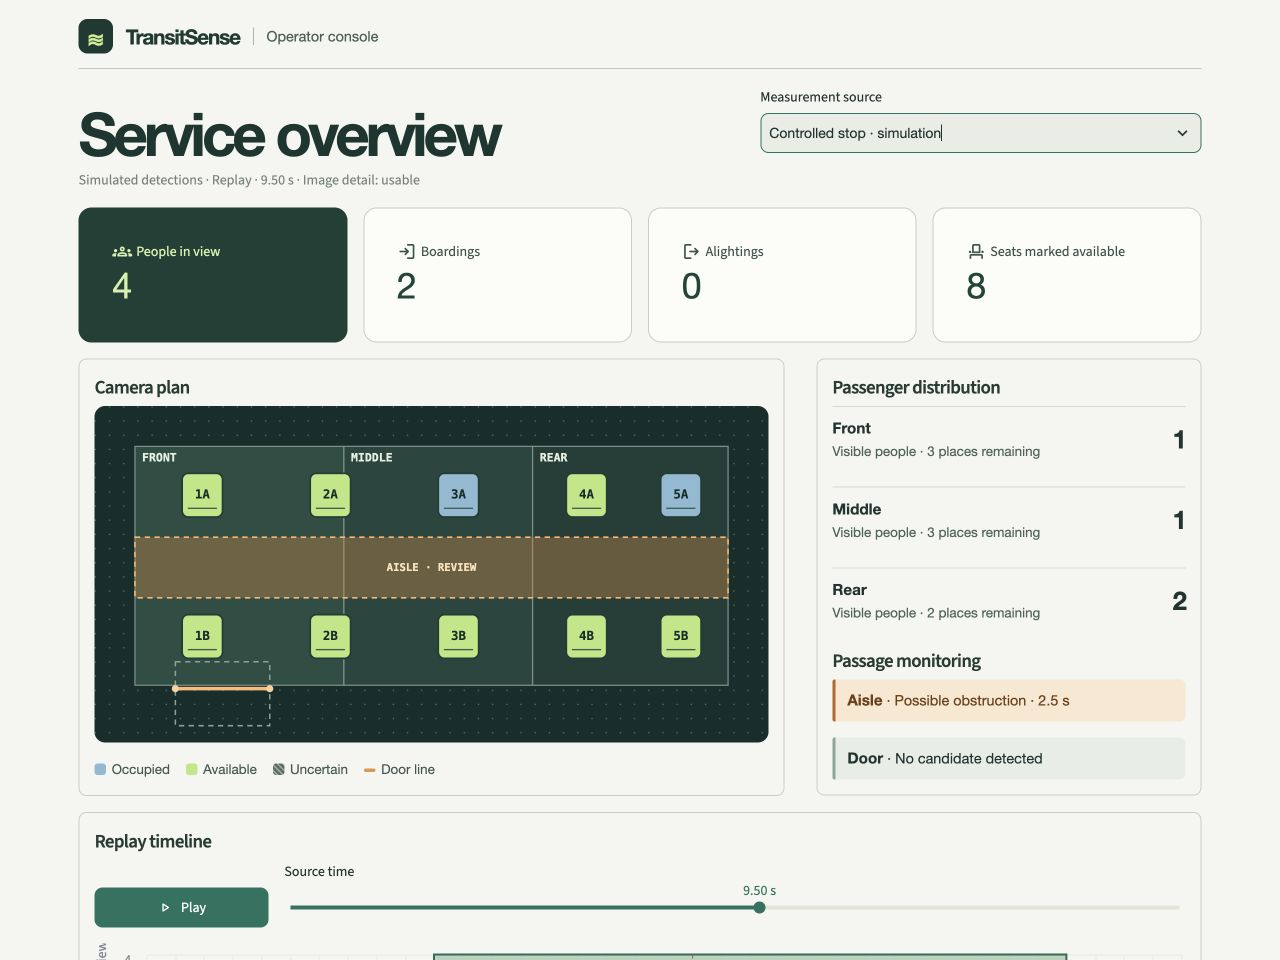 TransitSense
Operator console
Measurement source
Service overview
Controlled stop · simulation
Simulated detections · Replay · 9.50 s · Image detail: usable
People in view
4
Boardings
2
Alightings
0
Seats marked available
8
Camera plan
FRONT
MIDDLE
REAR
1A
2A
3A
4A
5A
AISLE · REVIEW
1B
2B
3B
4B
5B
Occupied
Available
Uncertain
Door line
Passenger distribution
Front
1
Visible people · 3 places remaining
Middle
1
Visible people · 3 places remaining
Rear
2
Visible people · 2 places remaining
Passage monitoring
Aisle · Possible obstruction · 2.5 s
Door · No candidate detected
Replay timeline
Source time
9.50 s
Play